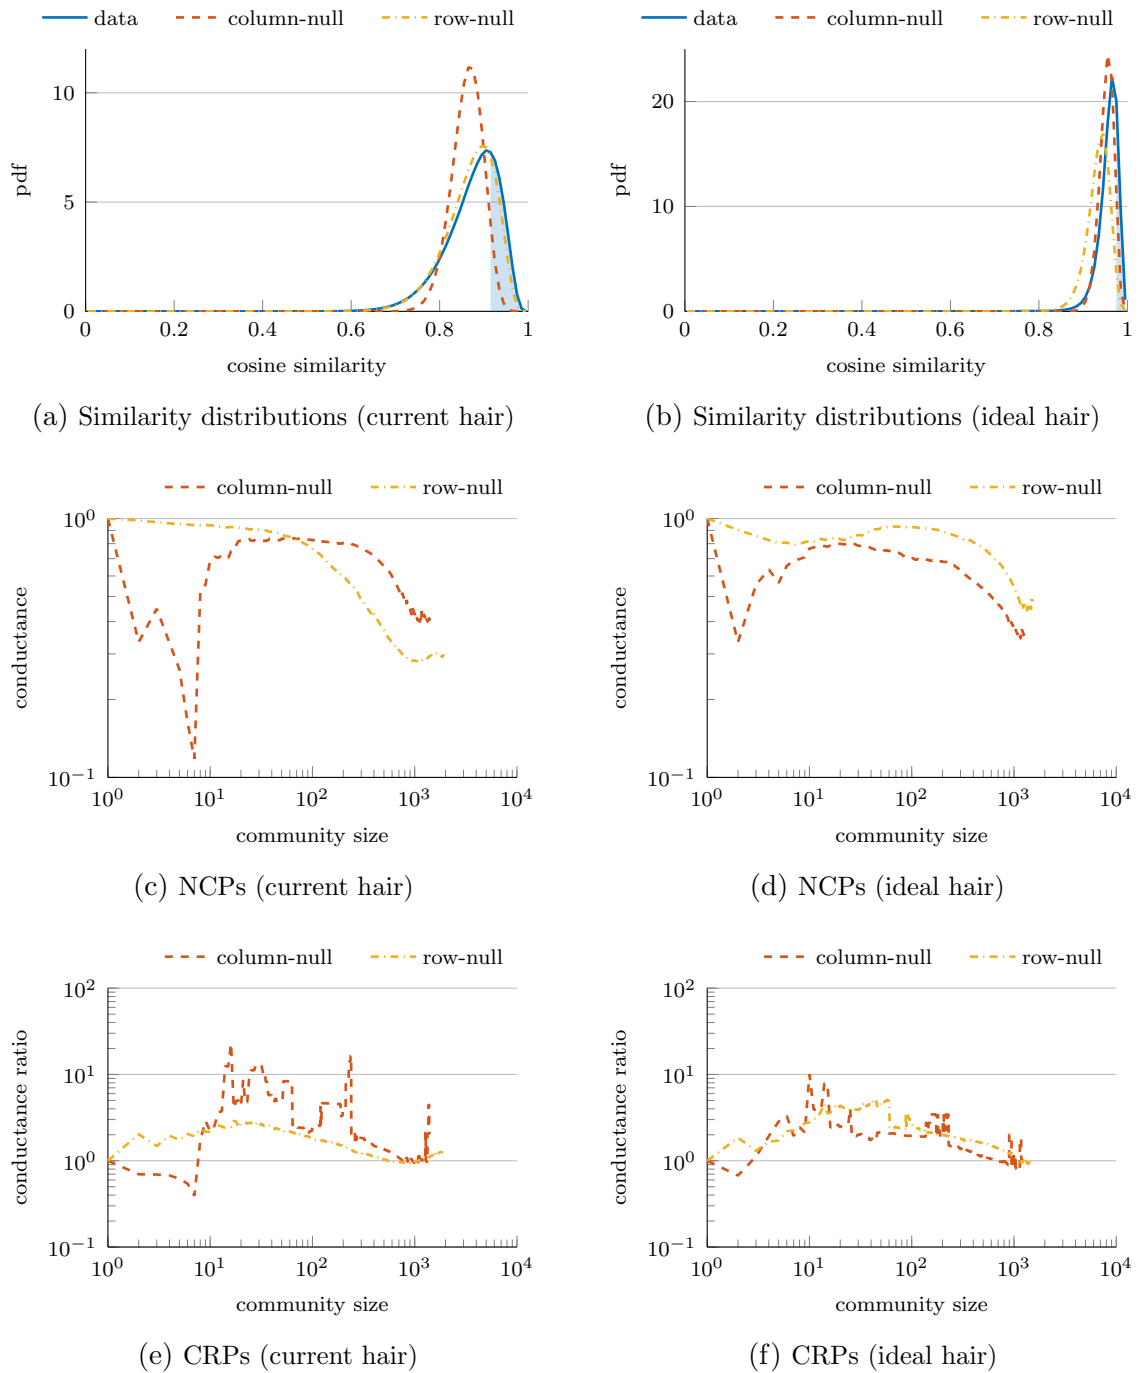 data column-null row-null
data column-null row-null
10
5
0
pdf
0 0.2 0.4 0.6 0.8 1
cosine similarity
(a) Similarity distributions (current hair)
20
10
0
pdf
0 0.2 0.4 0.6 0.8 1
cosine similarity
(b) Similarity distributions (ideal hair)
column-null row-null
10^0
10^−1
conductance
10^0 10^1 10^2 10^3 10^4
community size
(c) NCPs (current hair)
column-null row-null
10^0
10^−1
conductance
10^0 10^1 10^2 10^3 10^4
community size
(d) NCPs (ideal hair)
column-null row-null
10^2
10^1
10^0
10^−1
conductance ratio
10^0 10^1 10^2 10^3 10^4
community size
(e) CRPs (current hair)
column-null row-null
10^2
10^1
10^0
10^−1
conductance ratio
10^0 10^1 10^2 10^3 10^4
community size
(f) CRPs (ideal hair)